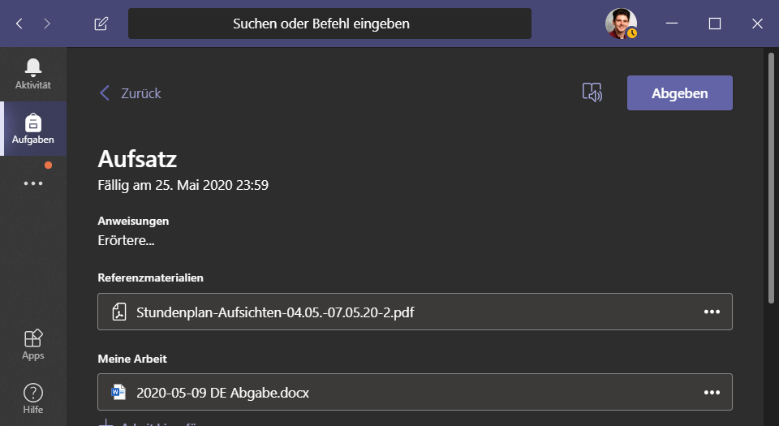 Suchen oder Befehl eingeben
Aktivität
Aufgaben
Zurück
Abgeben
Aufsatz
Fällig am 25. Mai 2020 23:59
Anweisungen
Erörtere...
Referenzmaterialien
Stundenplan-Aufsichten-04.05.-07.05.20-2.pdf
Meine Arbeit
2020-05-09 DE Abgabe.docx
Apps
Hilfe